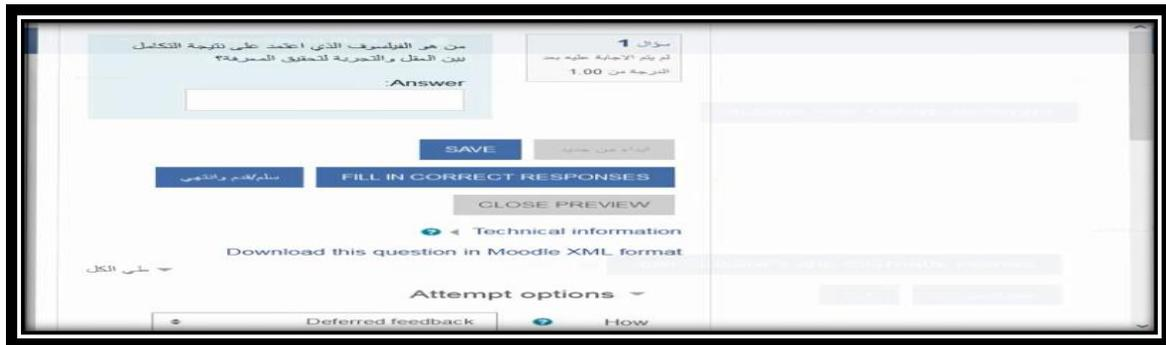 سؤال 1
لم يتم الاجابة عليه بعد
الدرجة من 1.00
من هو الفيلسوف الذي اعتمد على نتيجة التكامل
بين العقل والتجربة لتحقيق المعرفة؟
Answer:
ابداء من جديد
SAVE
FILL IN CORRECT RESPONSES
سلم/قدم وانتهي
CLOSE PREVIEW
Technical information
Download this question in Moodle XML format
طي الكل
Attempt options
How
Deferred feedback